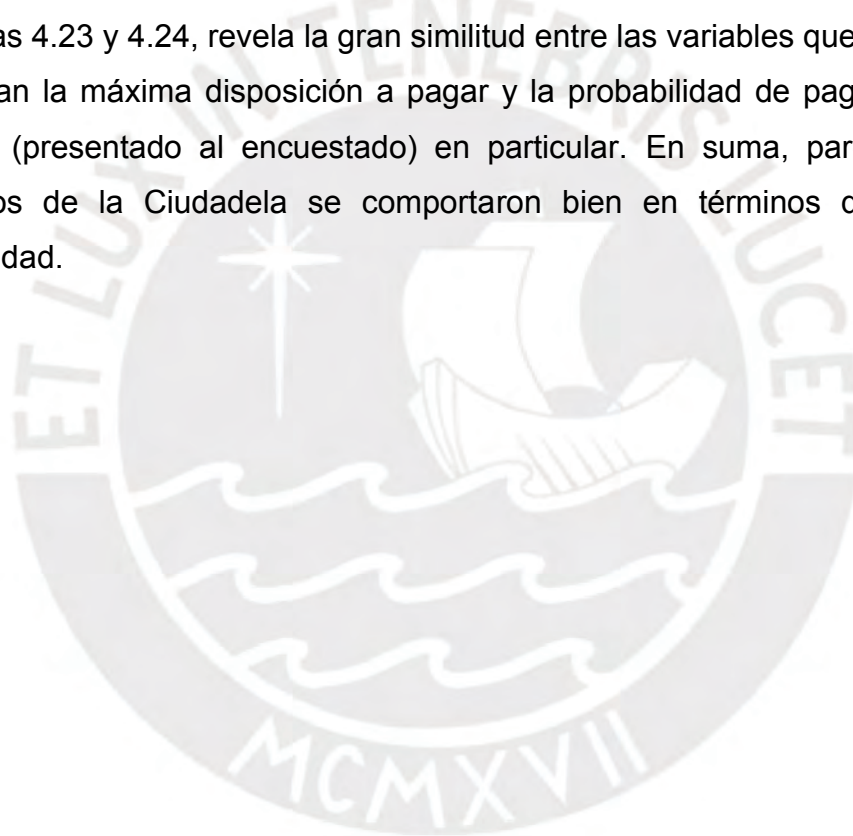 as 4.23 y 4.24, revela la gran similitud entre las variables que
an la máxima disposición a pagar y la probabilidad de pag
(presentado al encuestado) en particular. En suma, par
os de la Ciudadela se comportaron bien en términos d
dad.
ET LUX IN TENEBRIS LUCET
MCMXVII